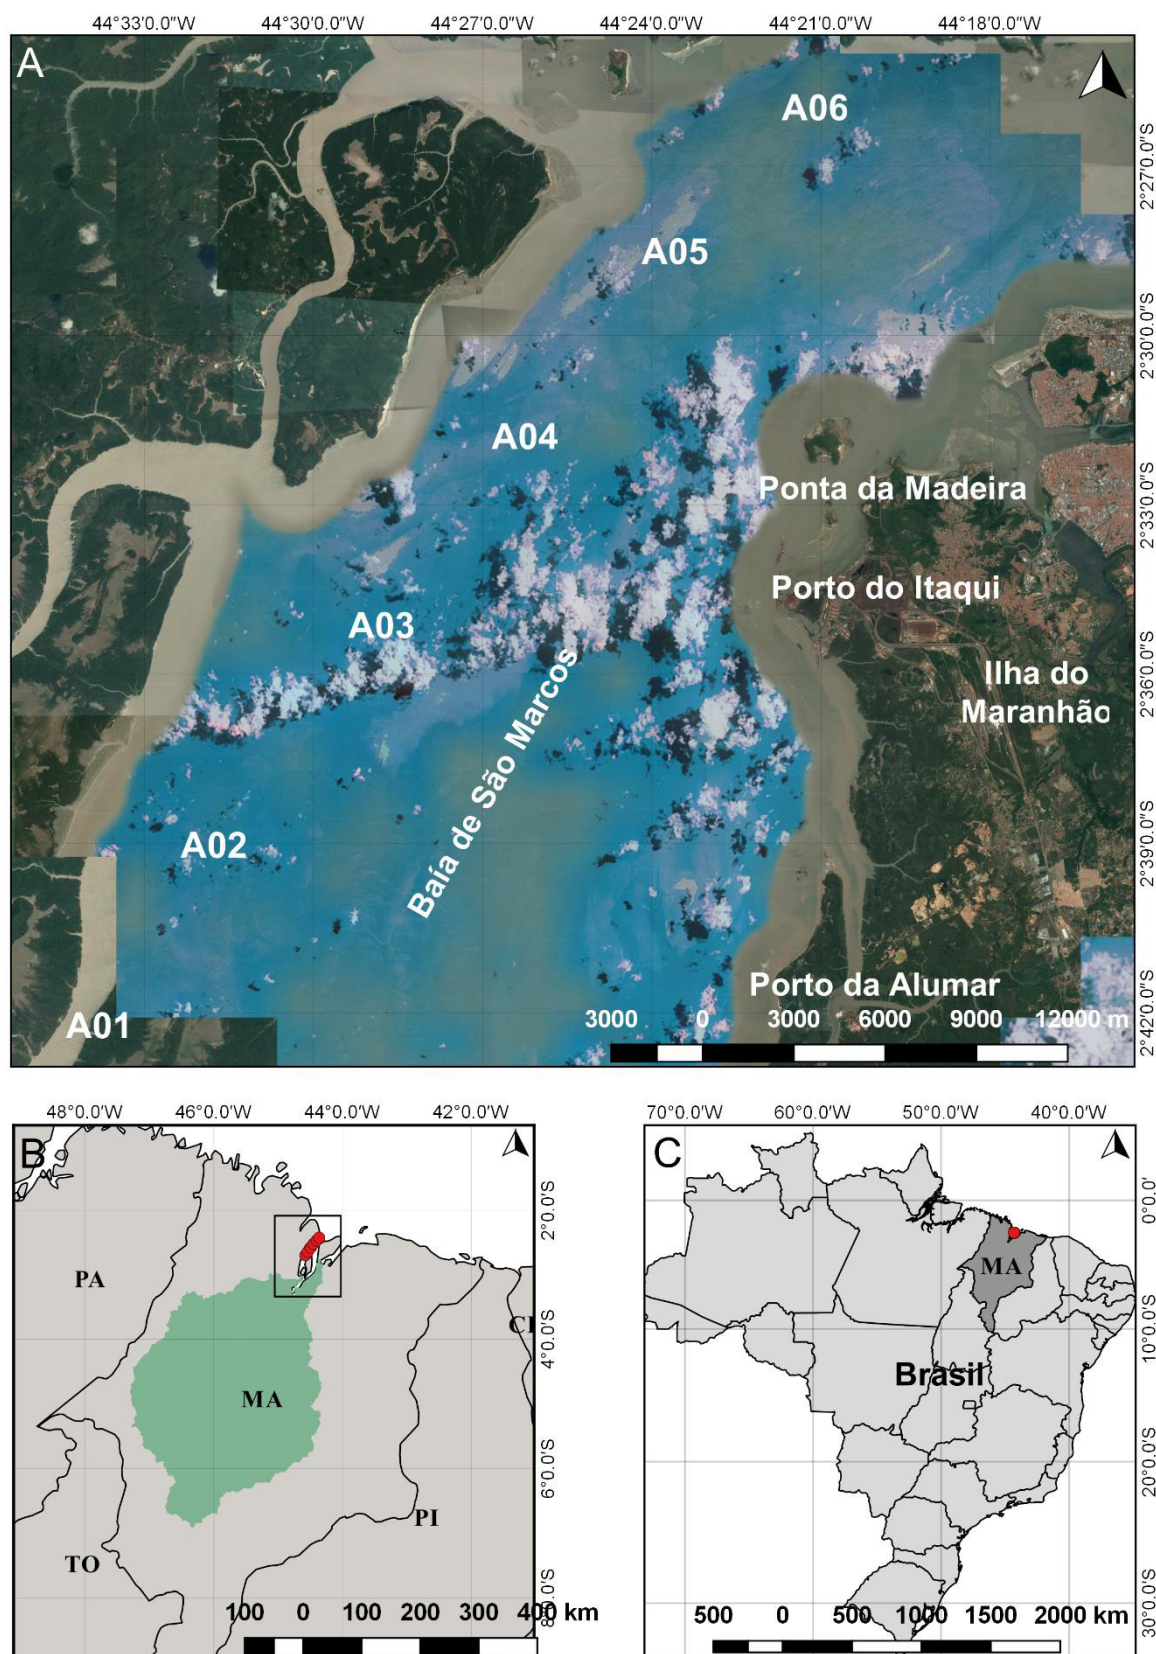 44°33'0.0"W 44°30'0.0"W 44°27'0.0"W 44°24'0.0"W 44°21'0.0"W 44°18'0.0"W
A
A06
2°27'0.0"S
A05
2°30'0.0"S
A04
Ponta da Madeira
2°33'0.0"S
Porto do Itaqui
A03
Ilha do
Maranhão
2°36'0.0"S
Baía de São Marcos
A02
2°39'0.0"S
Porto da Alumar
A01
2°42'0.0"S
3000 0 3000 6000 9000 12000 m
48°0.0'W 46°0.0'W 44°0.0'W 42°0.0'W
B
2°0.0'S
PA
4°0.0'S
MA
6°0.0'S
PI
TO
8°0.0'S
100 0 100 200 300 400 km
70°0.0'W 60°0.0'W 50°0.0'W 40°0.0'W
C
0°0.0'
MA
10°0.0'S
Brasil
20°0.0'S
30°0.0'S
500 0 500 1000 1500 2000 km